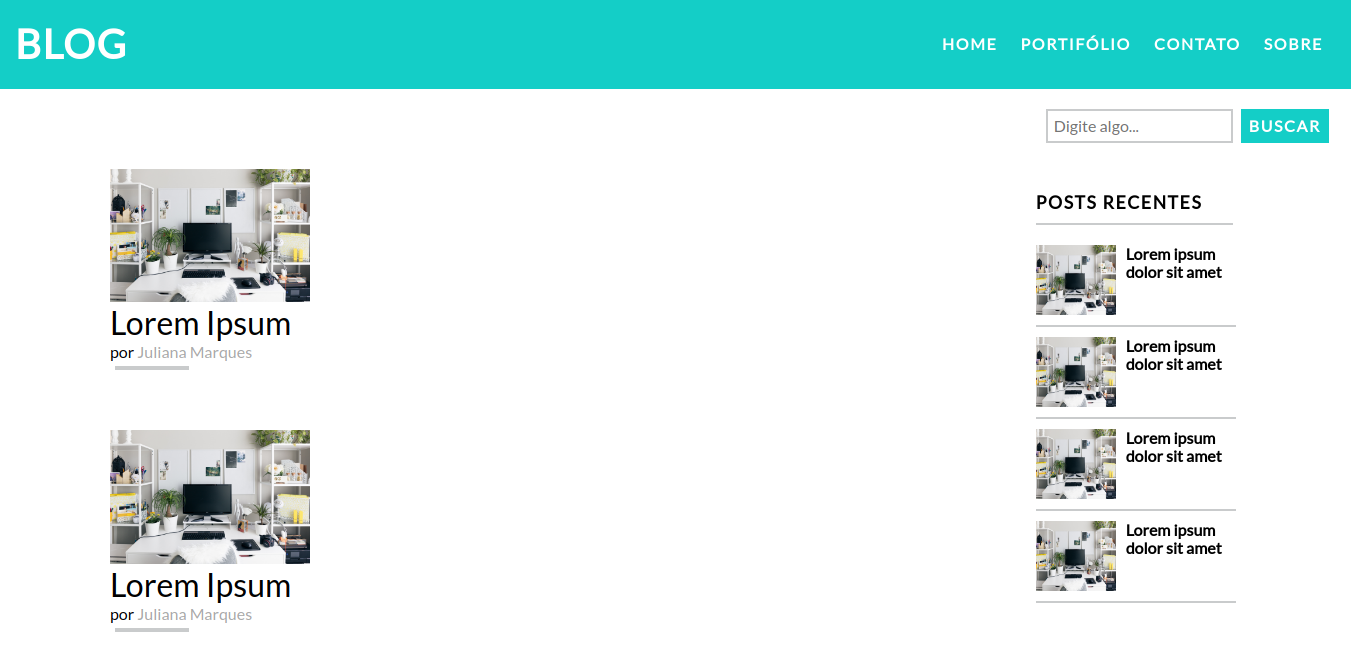 BLOG
HOME PORTIFÓLIO CONTATO SOBRE
Digite algo... BUSCAR
Lorem Ipsum
por Juliana Marques
Lorem Ipsum
por Juliana Marques
POSTS RECENTES
Lorem ipsum
dolor sit amet
Lorem ipsum
dolor sit amet
Lorem ipsum
dolor sit amet
Lorem ipsum
dolor sit amet